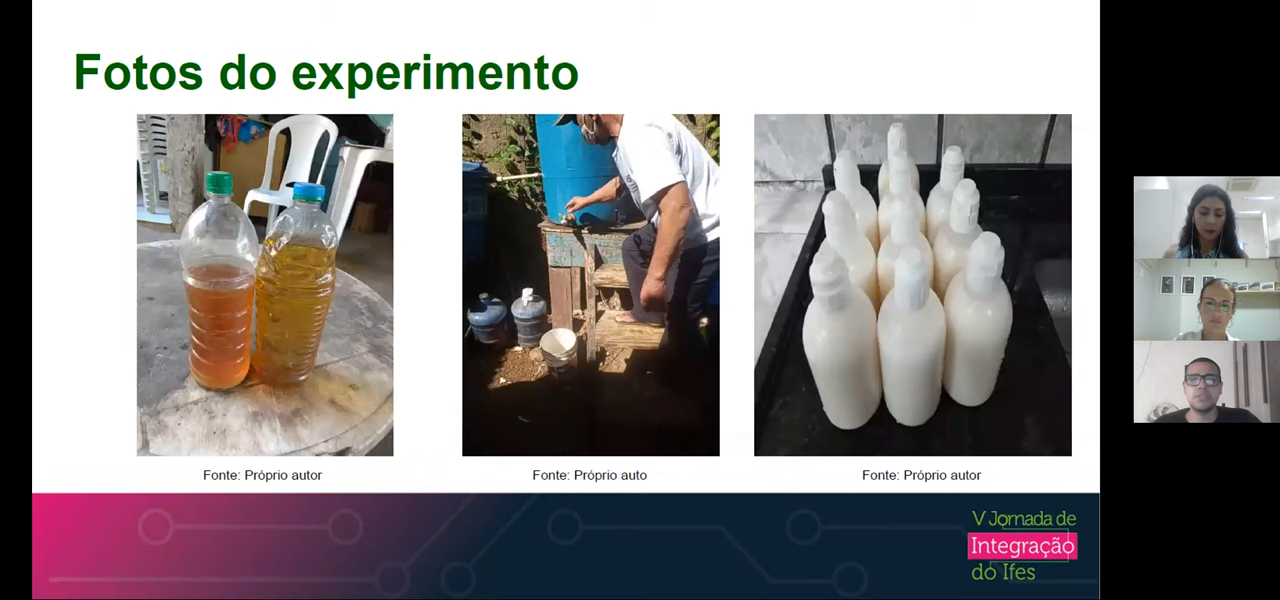 Fotos do experimento
Fonte: Próprio autor
Fonte: Próprio auto
Fonte: Próprio autor
V Jornada de
Integração
do Ifes